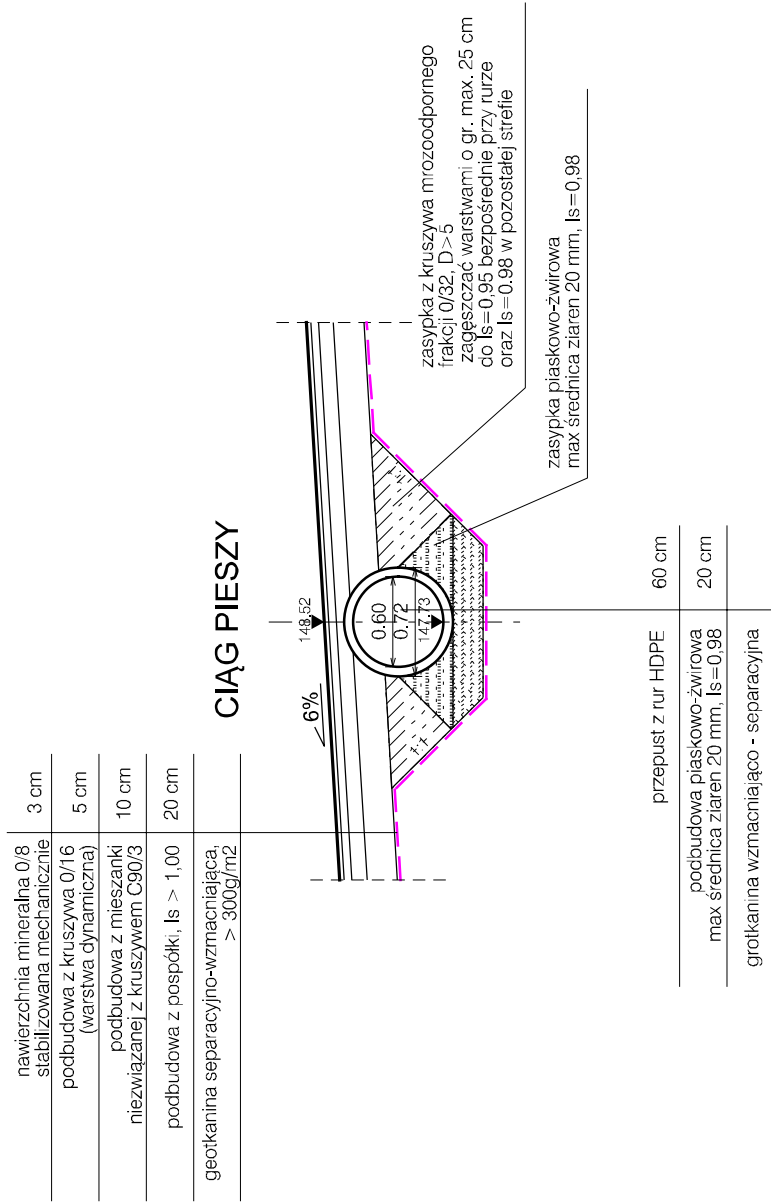 nawierzchnia mineralna 0/8
stabilizowana mechanicznie
3 cm
podbudowa z kruszywa 0/16
(warstwa dynamiczna)
5 cm
podbudowa z mieszanki
niezwiązanej z kruszywem C90/3
10 cm
podbudowa z pospółki, Is > 1,00
20 cm
geotkanina separacyjno-wzmacniająca,
> 300g/m2
CIĄG PIESZY
6%
148.52
0.60
0.72
147.73
1:1
zasypka z kruszywa mrozoodpornego
frakcji 0/32, D>5
zagęszczać warstwami o gr. max. 25 cm
do Is=0,95 bezpośrednie przy rurze
oraz Is=0.98 w pozostałej strefie
zasypka piaskowo-żwirowa
max średnica ziaren 20 mm, Is=0,98
przepust z rur HDPE
60 cm
podbudowa piaskowo-żwirowa
max średnica ziaren 20 mm, Is=0,98
20 cm
grotkanina wzmacniająco - separacyjna